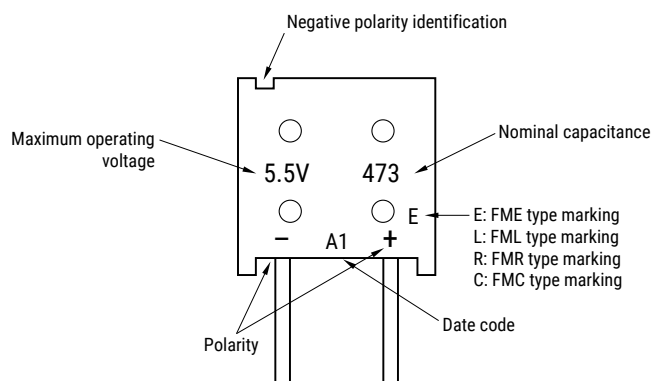 Negative polarity identification
Maximum operating
voltage
Nominal capacitance
5.5V
473
E
E: FME type marking
L: FML type marking
R: FMR type marking
C: FMC type marking
−
A1
+
Date code
Polarity